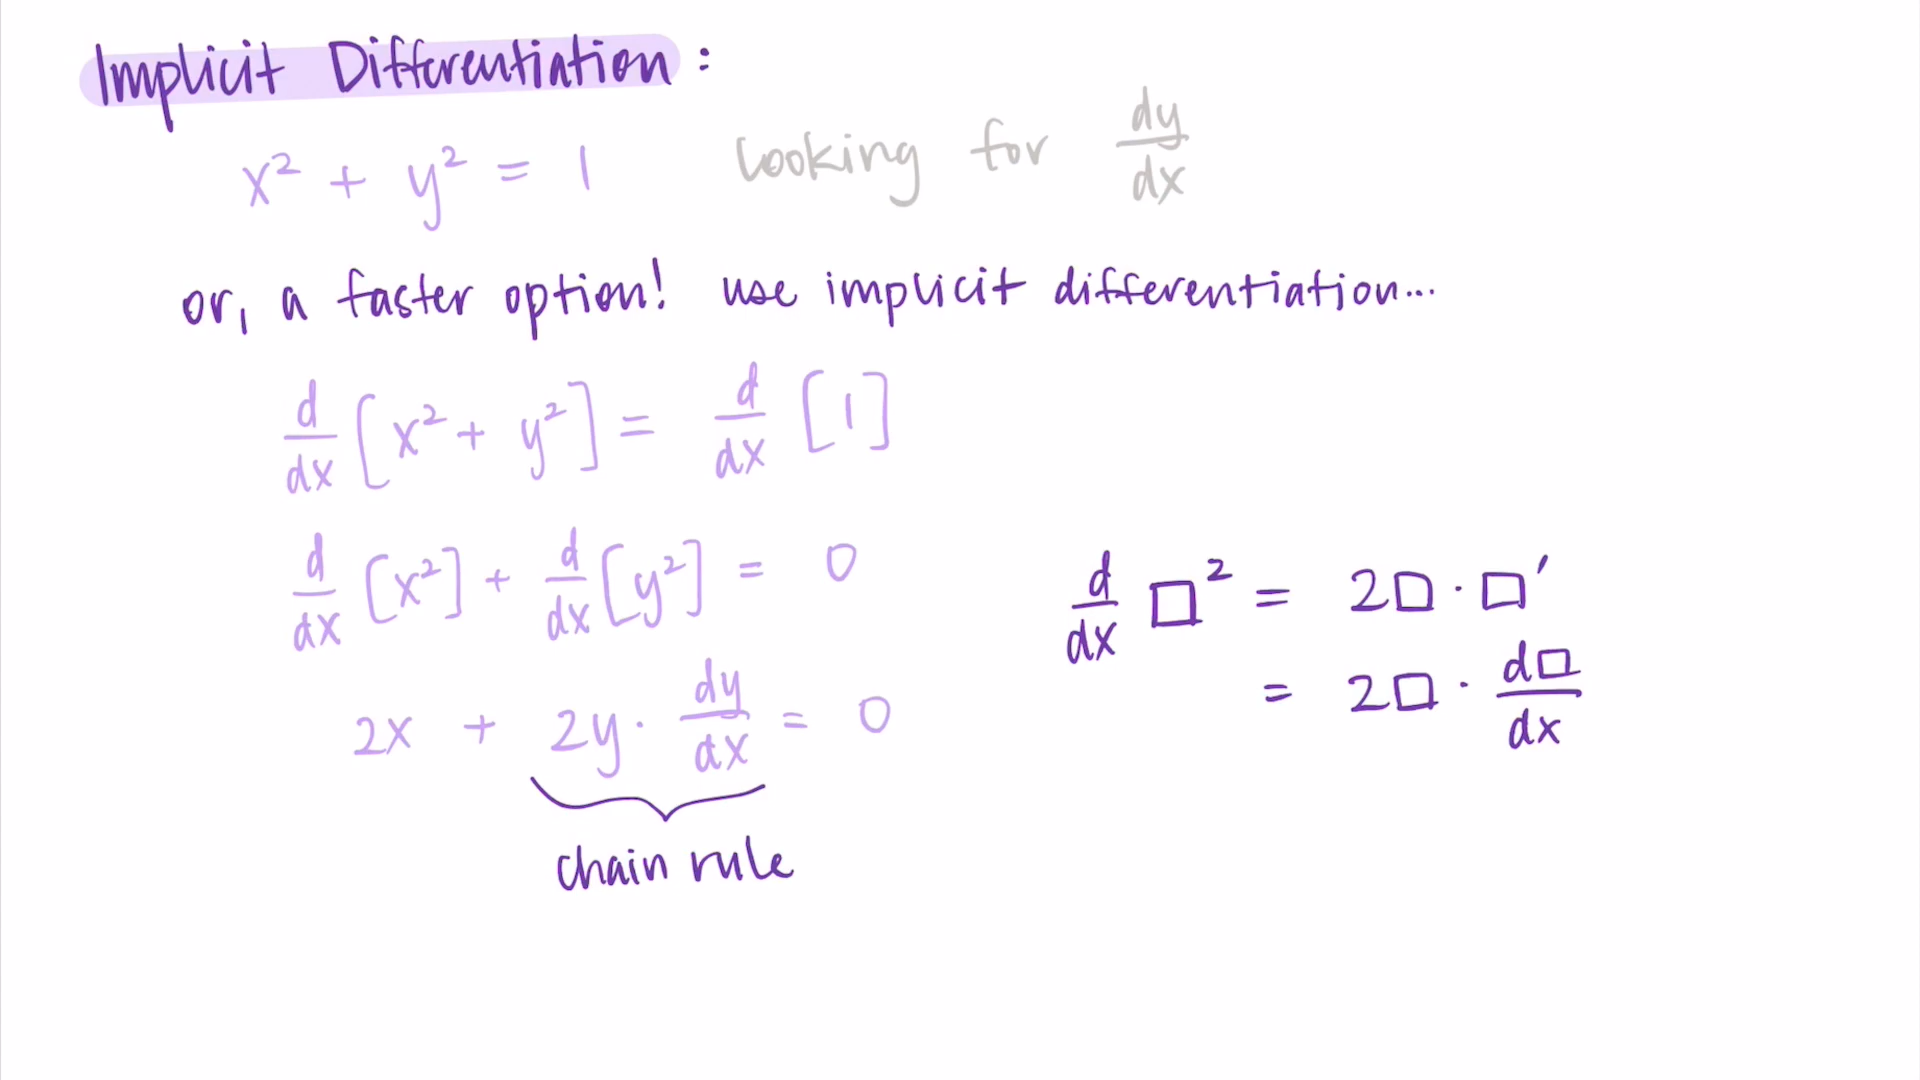 Implicit Differentiation:
x² + y² = 1 looking for dy/dx
or, a faster option! use implicit differentiation...
d/dx [x² + y²] = d/dx [1]
d/dx [x²] + d/dx [y²] = 0
2x + 2y · dy/dx = 0
chain rule
d/dx □² = 2□ · □′
= 2□ · d□/dx